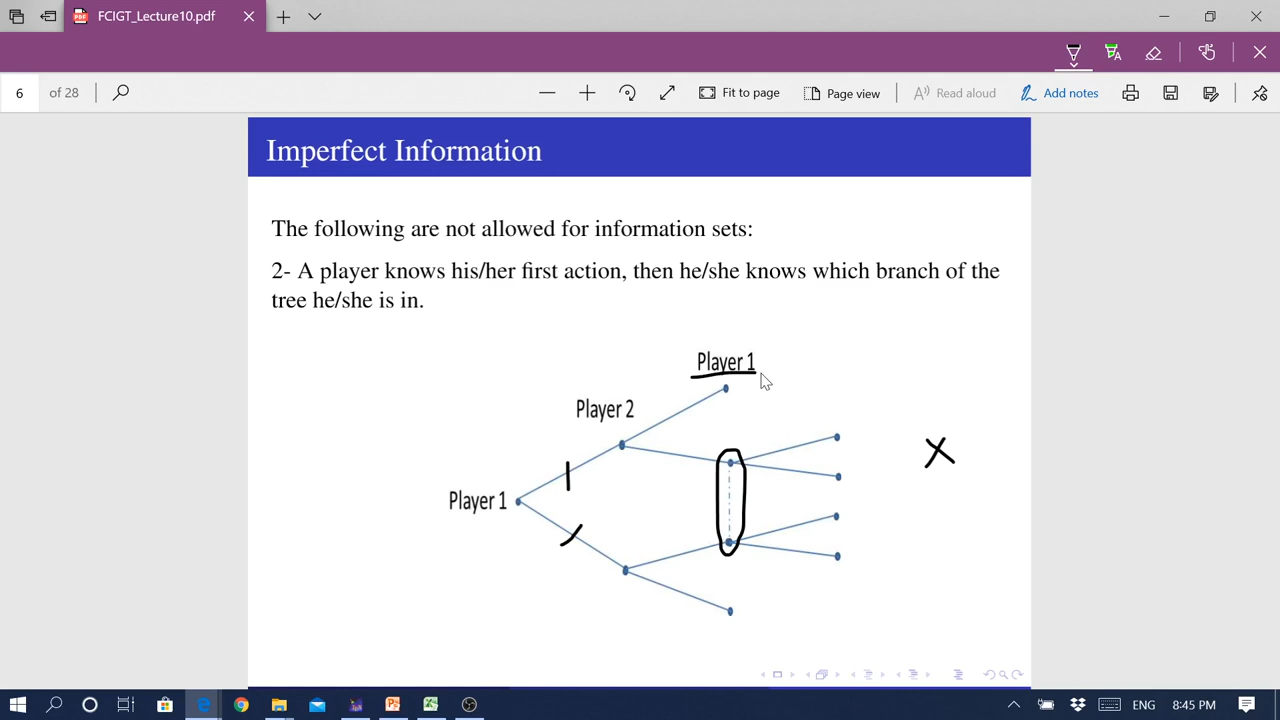 FCIGT_Lecture10.pdf
6 of 28
Fit to page
Page view
Read aloud
Add notes
Imperfect Information
The following are not allowed for information sets:
2- A player knows his/her first action, then he/she knows which branch of the
tree he/she is in.
Player 1
Player 2
Player 1
X
ENG 8:45 PM